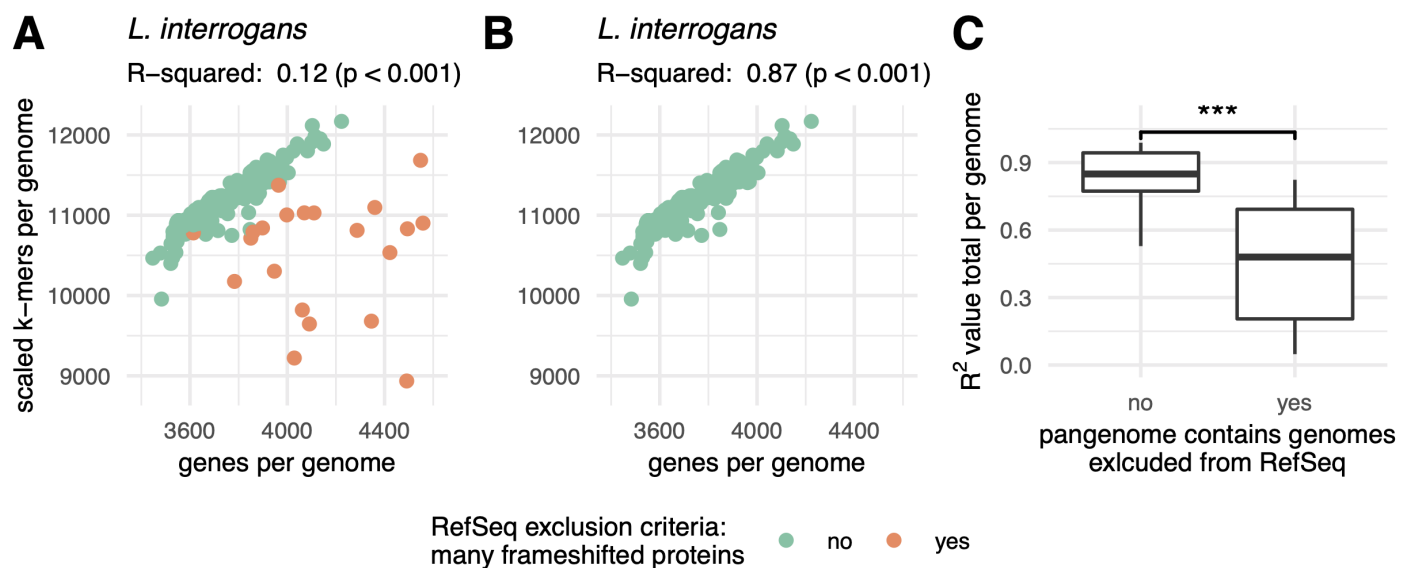 A
L. interrogans
R−squared: 0.12 (p < 0.001)
scaled k−mers per genome
12000
11000
10000
9000
3600 4000 4400
genes per genome
B
L. interrogans
R−squared: 0.87 (p < 0.001)
12000
11000
10000
9000
3600 4000 4400
genes per genome
C
***
R² value total per genome
0.9
0.6
0.3
0.0
no yes
pangenome contains genomes
exlcuded from RefSeq
RefSeq exclusion criteria:
many frameshifted proteins
no yes